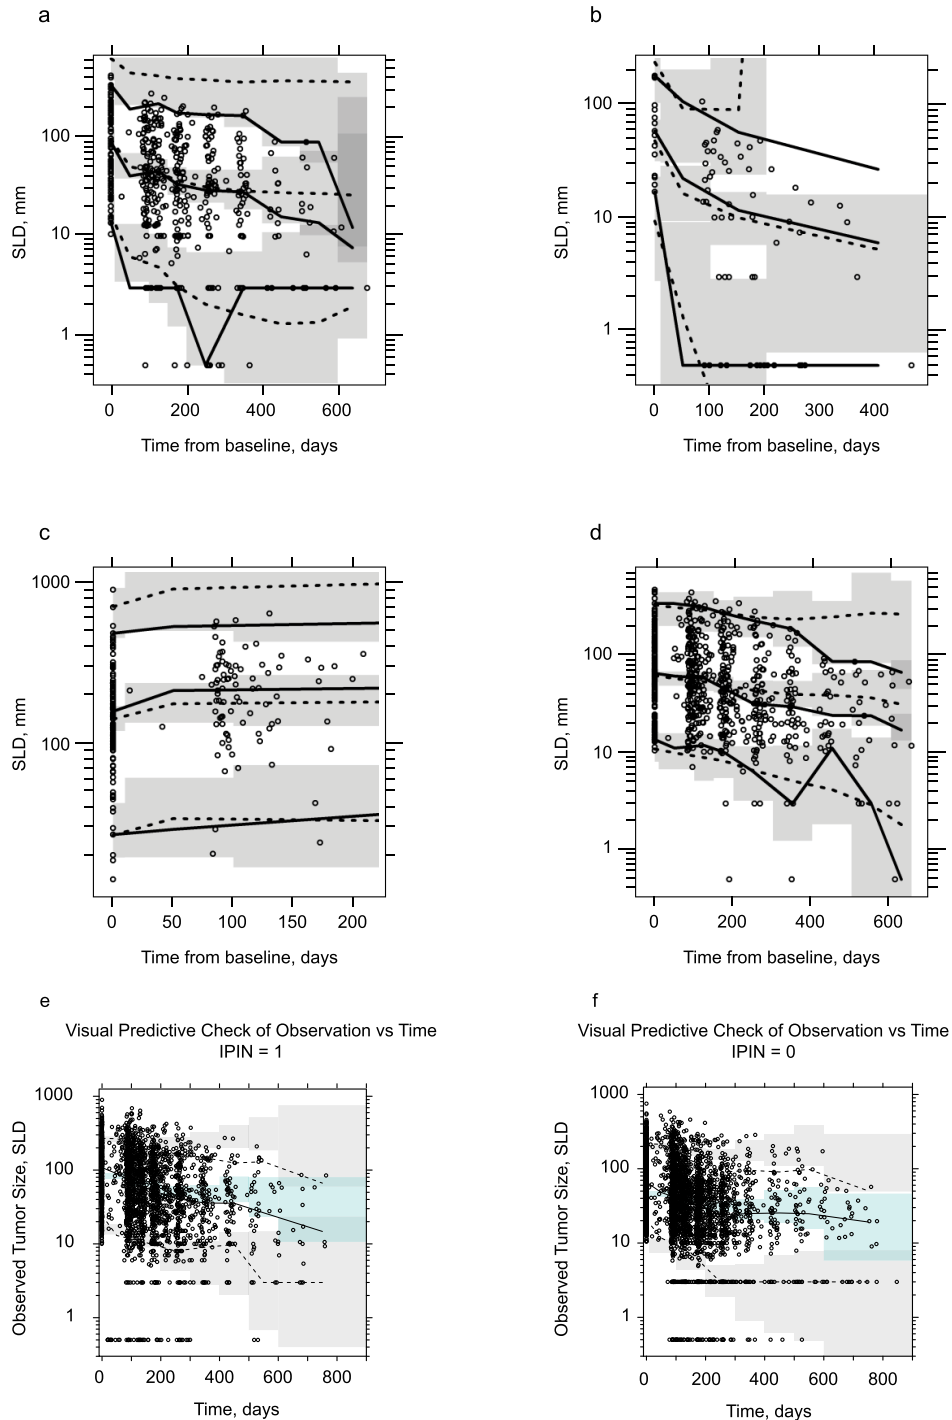 a
SLD, mm
100
10
1
0 200 400 600
Time from baseline, days
b
SLD, mm
100
10
1
0 100 200 300 400
Time from baseline, days
c
SLD, mm
1000
100
0 50 100 150 200
Time from baseline, days
d
SLD, mm
100
10
1
0 200 400 600
Time from baseline, days
e
Visual Predictive Check of Observation vs Time
IPIN = 1
Observed Tumor Size, SLD
1000
100
10
1
0 200 400 600 800
Time, days
f
Visual Predictive Check of Observation vs Time
IPIN = 0
Observed Tumor Size, SLD
1000
100
10
1
0 200 400 600 800
Time, days